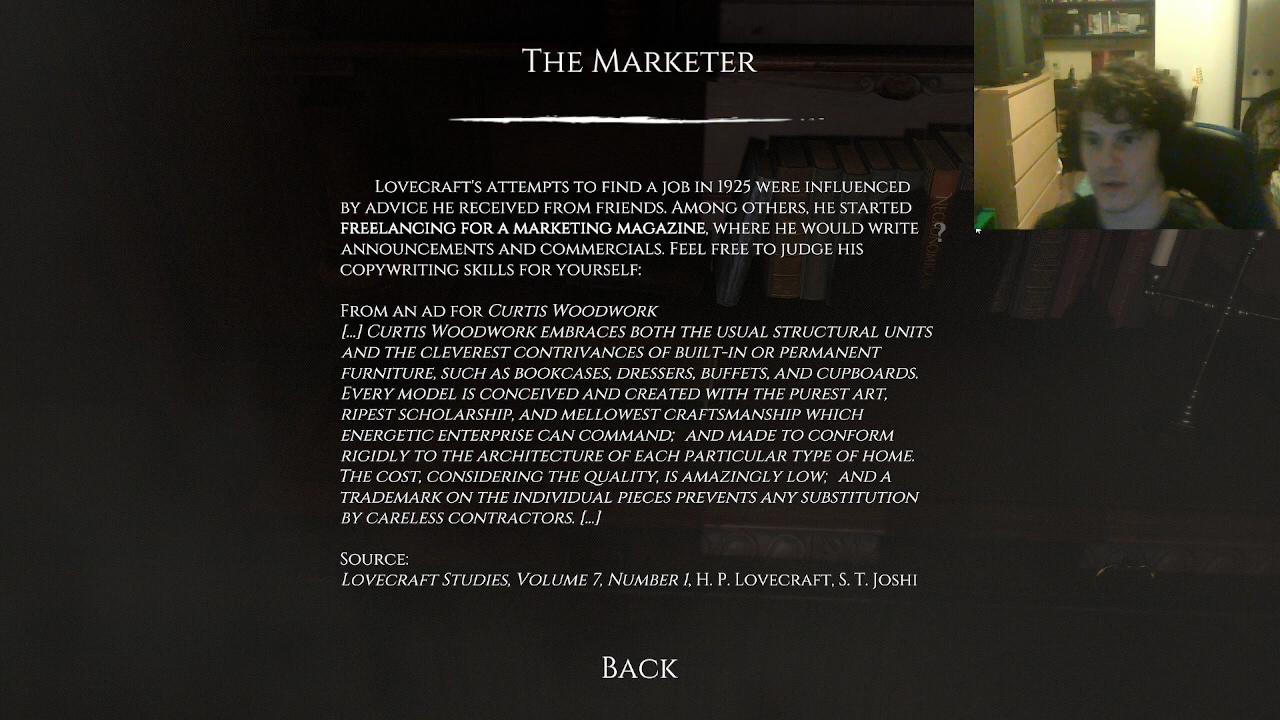 The Marketer
Lovecraft's attempts to find a job in 1925 were influenced
by advice he received from friends. Among others, he started
freelancing for a marketing magazine, where he would write
announcements and commercials. Feel free to judge his
copywriting skills for yourself:
From an ad for Curtis Woodwork
[...] Curtis Woodwork embraces both the usual structural units
and the cleverest contrivances of built-in or permanent
furniture, such as bookcases, dressers, buffets, and cupboards.
Every model is conceived and created with the purest art,
ripest scholarship, and mellowest craftsmanship which
energetic enterprise can command;  and made to conform
rigidly to the architecture of each particular type of home.
The cost, considering the quality, is amazingly low;  and a
trademark on the individual pieces prevents any substitution
by careless contractors. [...]
Source:
Lovecraft Studies, Volume 7, Number 1, H. P. Lovecraft, S. T. Joshi
Back
?